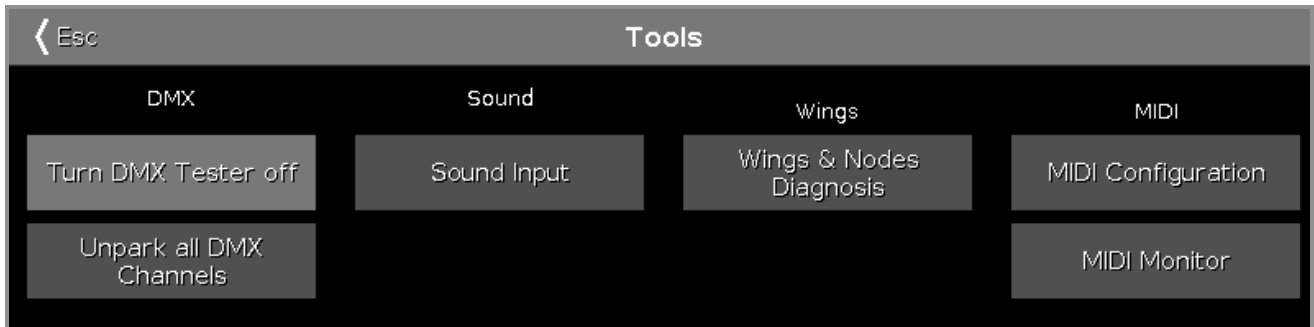 Esc
Tools
DMX
Sound
Wings
MIDI
Turn DMX Tester off
Sound Input
Wings & Nodes
Diagnosis
MIDI Configuration
Unpark all DMX
Channels
MIDI Monitor